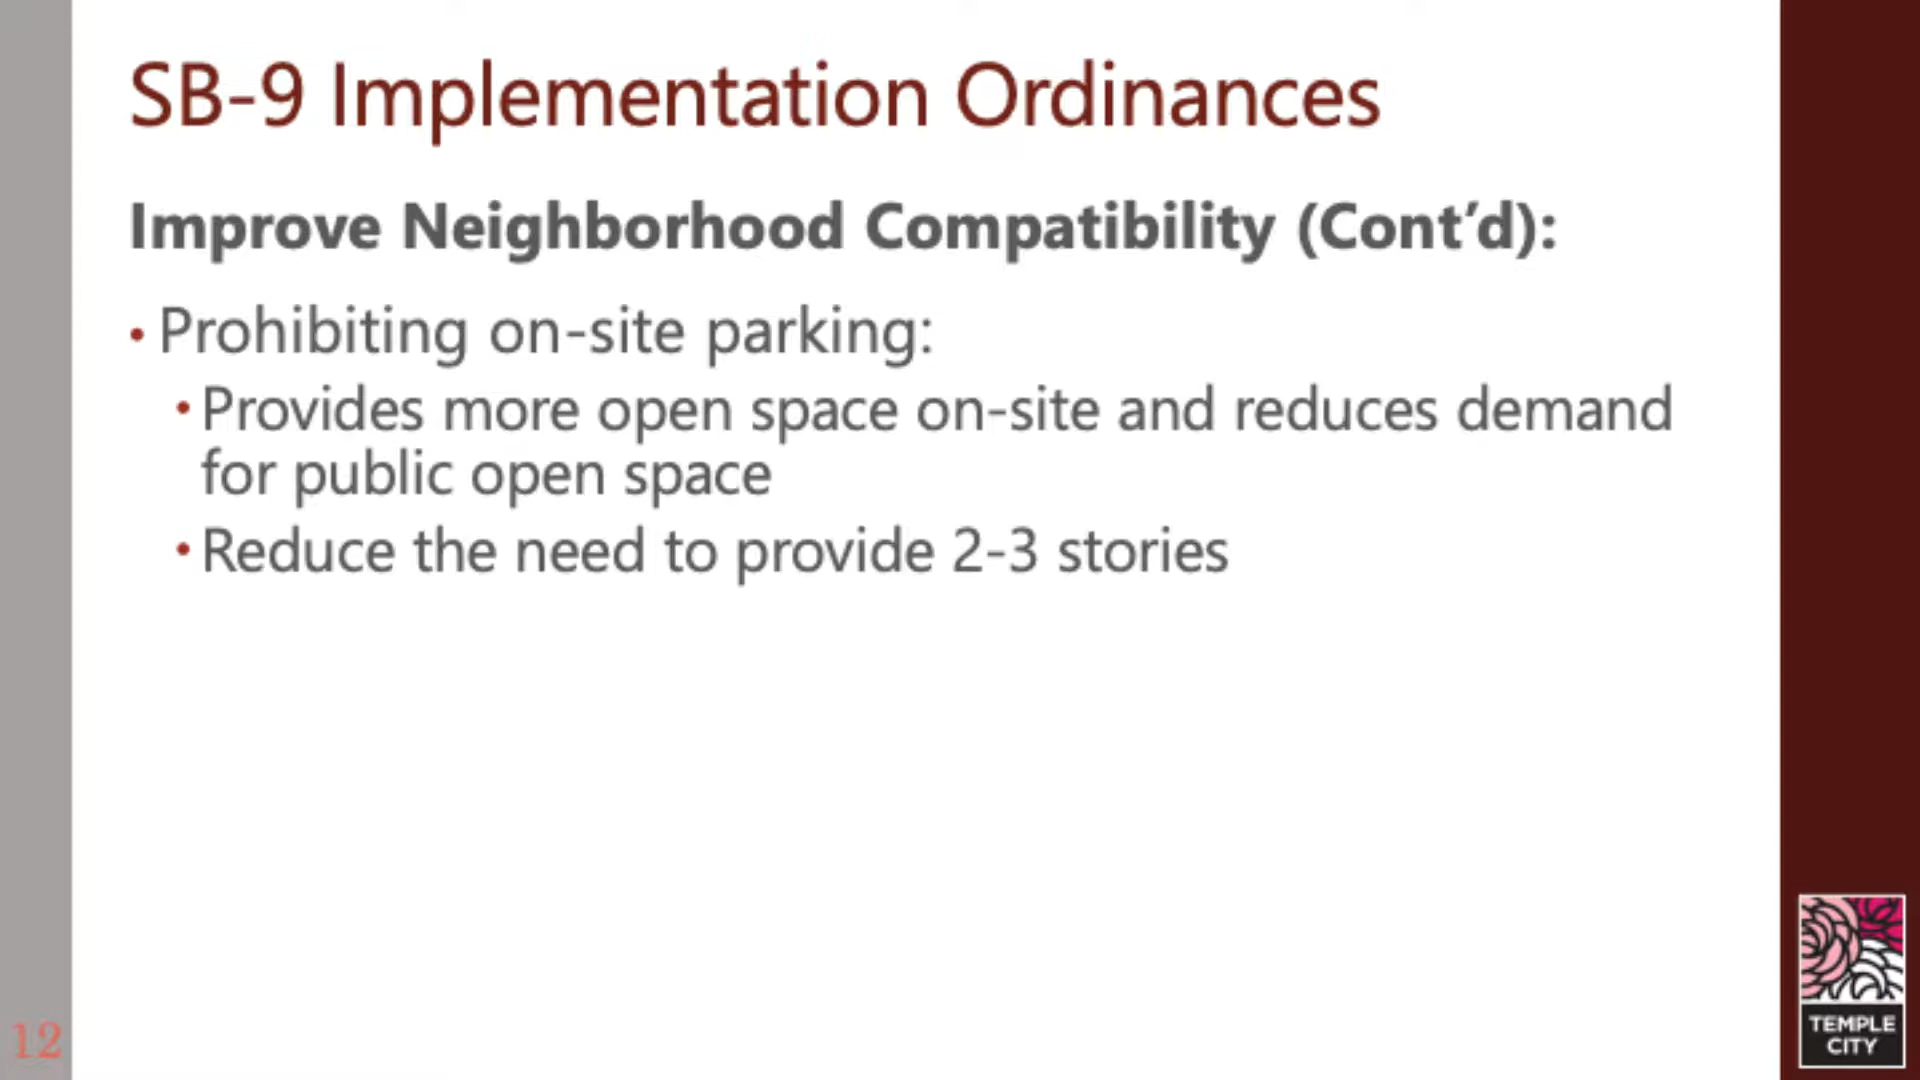 SB-9 Implementation Ordinances
Improve Neighborhood Compatibility (Cont’d):
• Prohibiting on-site parking:
• Provides more open space on-site and reduces demand
for public open space
• Reduce the need to provide 2-3 stories
12
TEMPLE
CITY